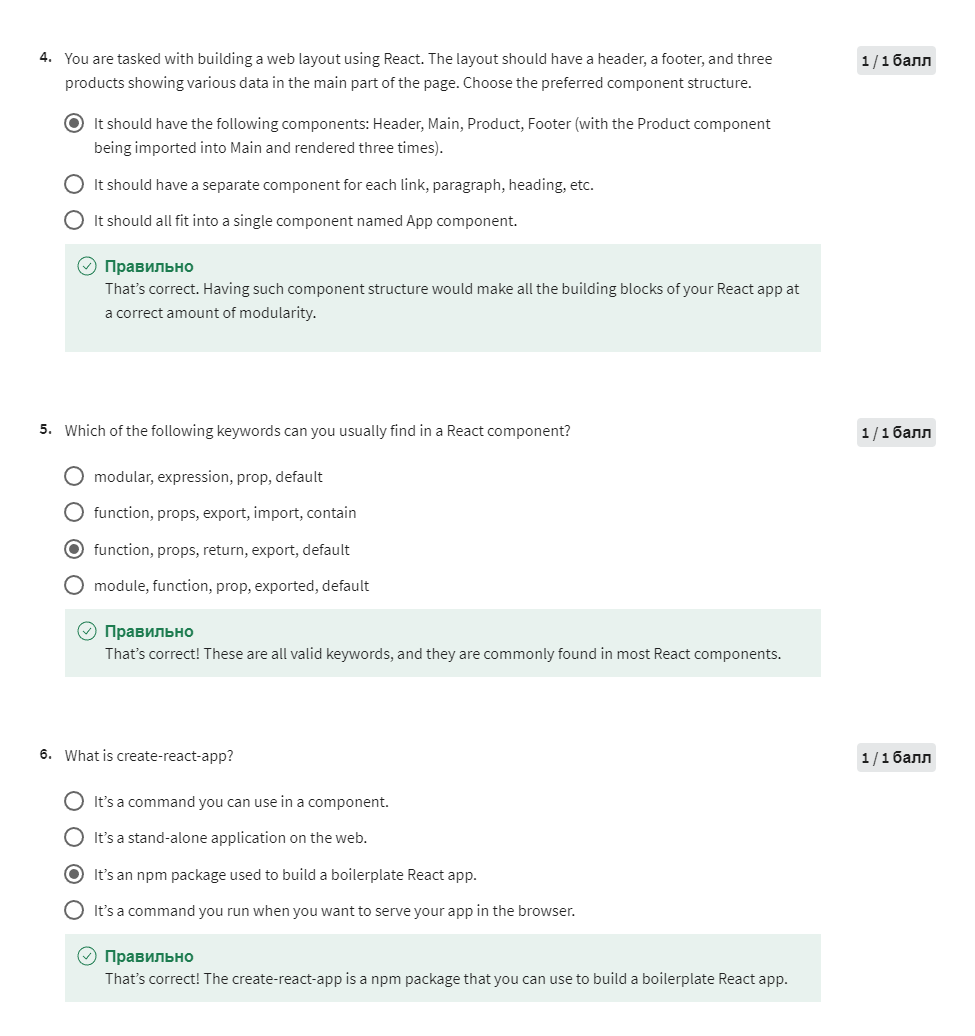 4. You are tasked with building a web layout using React. The layout should have a header, a footer, and three
products showing various data in the main part of the page. Choose the preferred component structure.
1 / 1 балл
It should have the following components: Header, Main, Product, Footer (with the Product component
being imported into Main and rendered three times).
It should have a separate component for each link, paragraph, heading, etc.
It should all fit into a single component named App component.
Правильно
That’s correct. Having such component structure would make all the building blocks of your React app at
a correct amount of modularity.
5. Which of the following keywords can you usually find in a React component?
1 / 1 балл
modular, expression, prop, default
function, props, export, import, contain
function, props, return, export, default
module, function, prop, exported, default
Правильно
That’s correct! These are all valid keywords, and they are commonly found in most React components.
6. What is create-react-app?
1 / 1 балл
It’s a command you can use in a component.
It’s a stand-alone application on the web.
It’s an npm package used to build a boilerplate React app.
It’s a command you run when you want to serve your app in the browser.
Правильно
That’s correct! The create-react-app is a npm package that you can use to build a boilerplate React app.